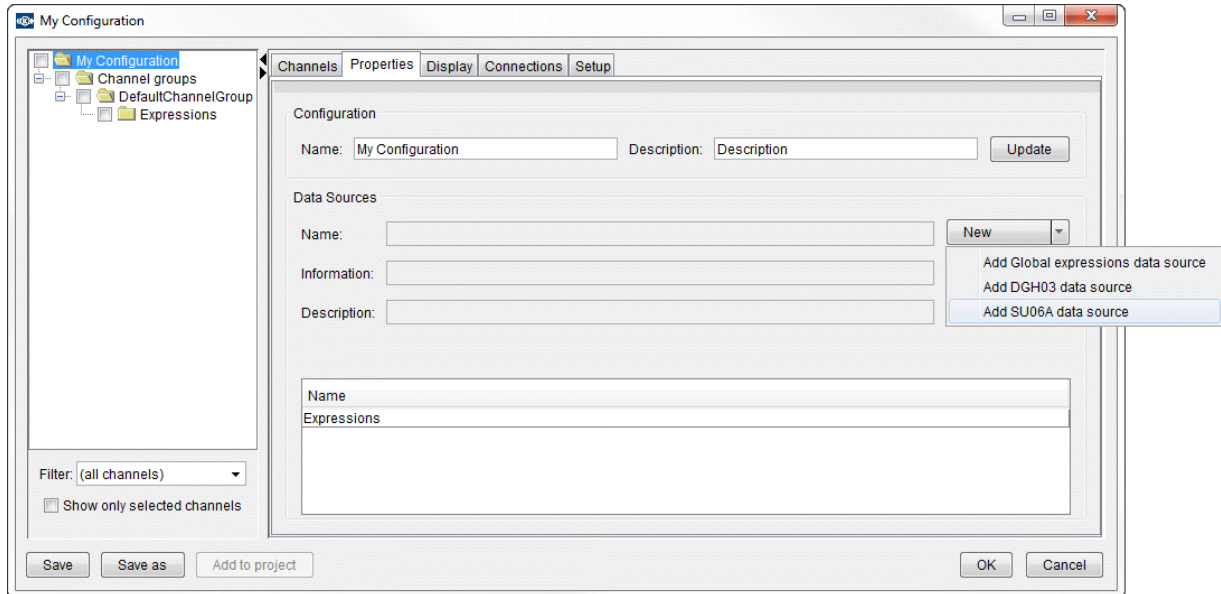 My Configuration
My Configuration
Channel groups
DefaultChannelGroup
Expressions
Filter: (all channels)
Show only selected channels
Channels Properties Display Connections Setup
Configuration
Name: My Configuration Description: Description Update
Data Sources
Name: New
Add Global expressions data source
Add DGH03 data source
Add SU06A data source
Information:
Description:
Name
Expressions
Save Save as Add to project OK Cancel